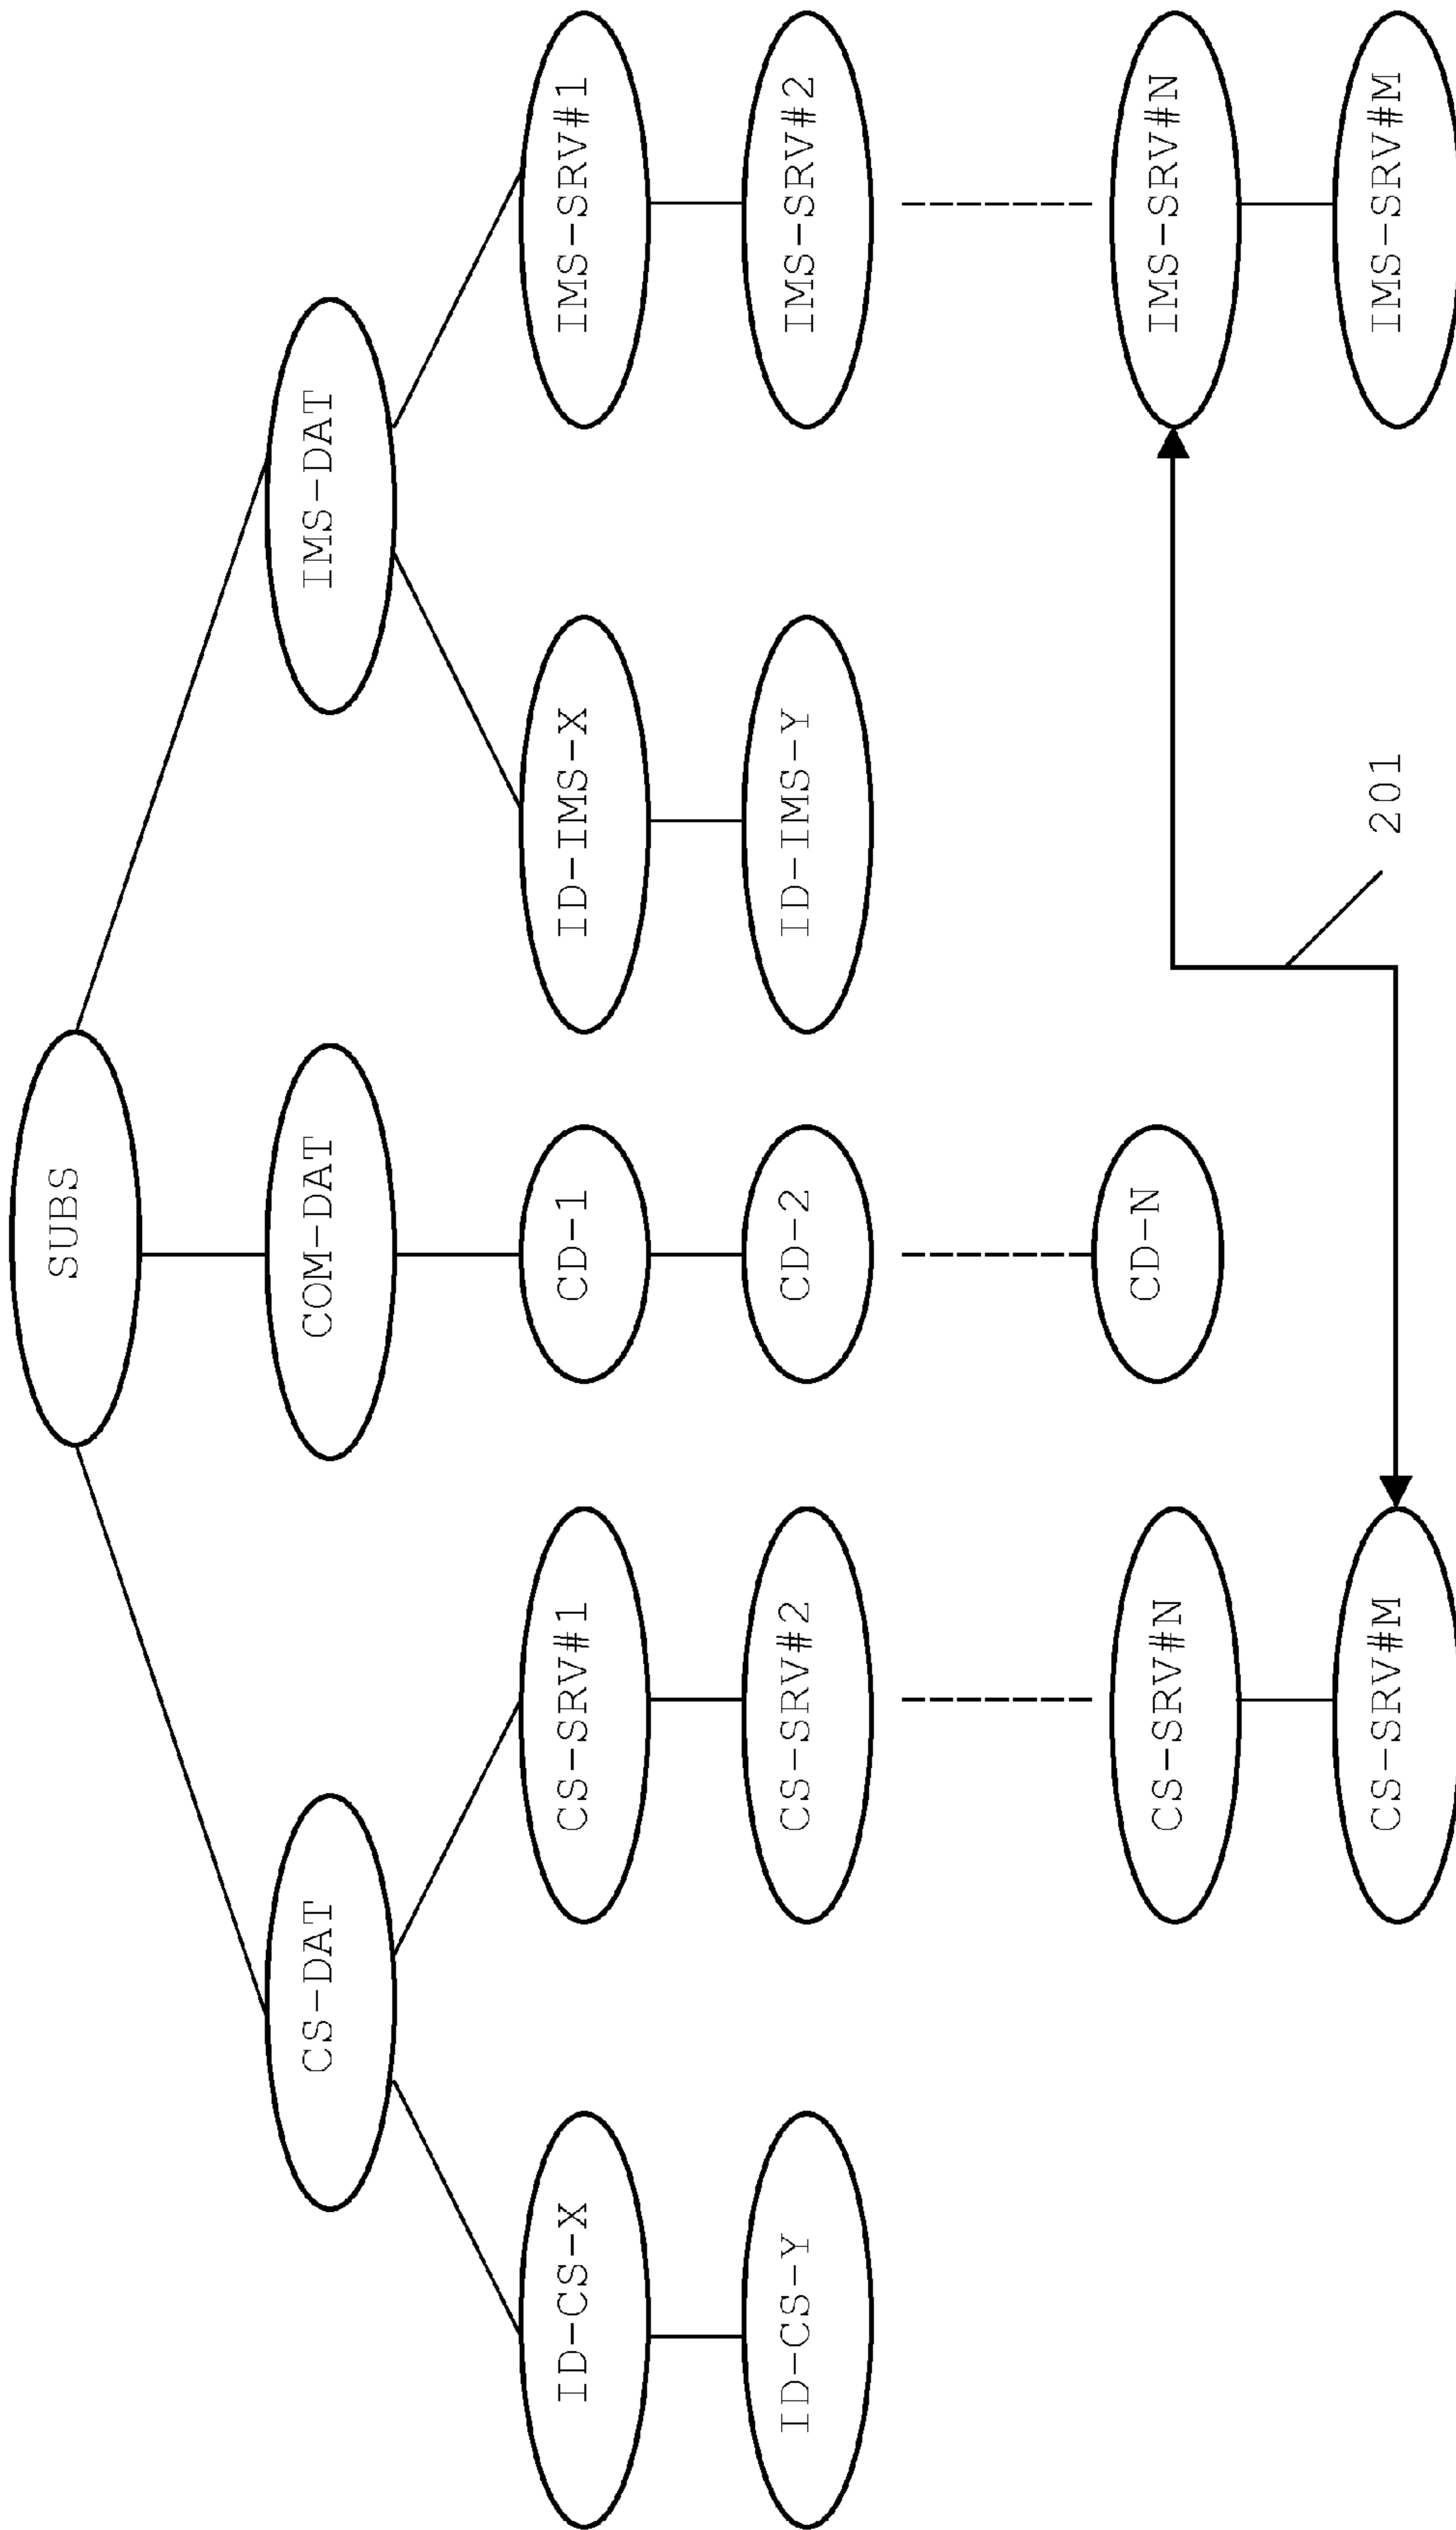 SUBS
CS-DAT
COM-DAT
IMS-DAT
ID-CS-X
CS-SRV#1
CD-1
ID-IMS-X
IMS-SRV#1
ID-CS-Y
CS-SRV#2
CD-2
ID-IMS-Y
IMS-SRV#2
CS-SRV#N
CD-N
IMS-SRV#N
CS-SRV#M
201
IMS-SRV#M